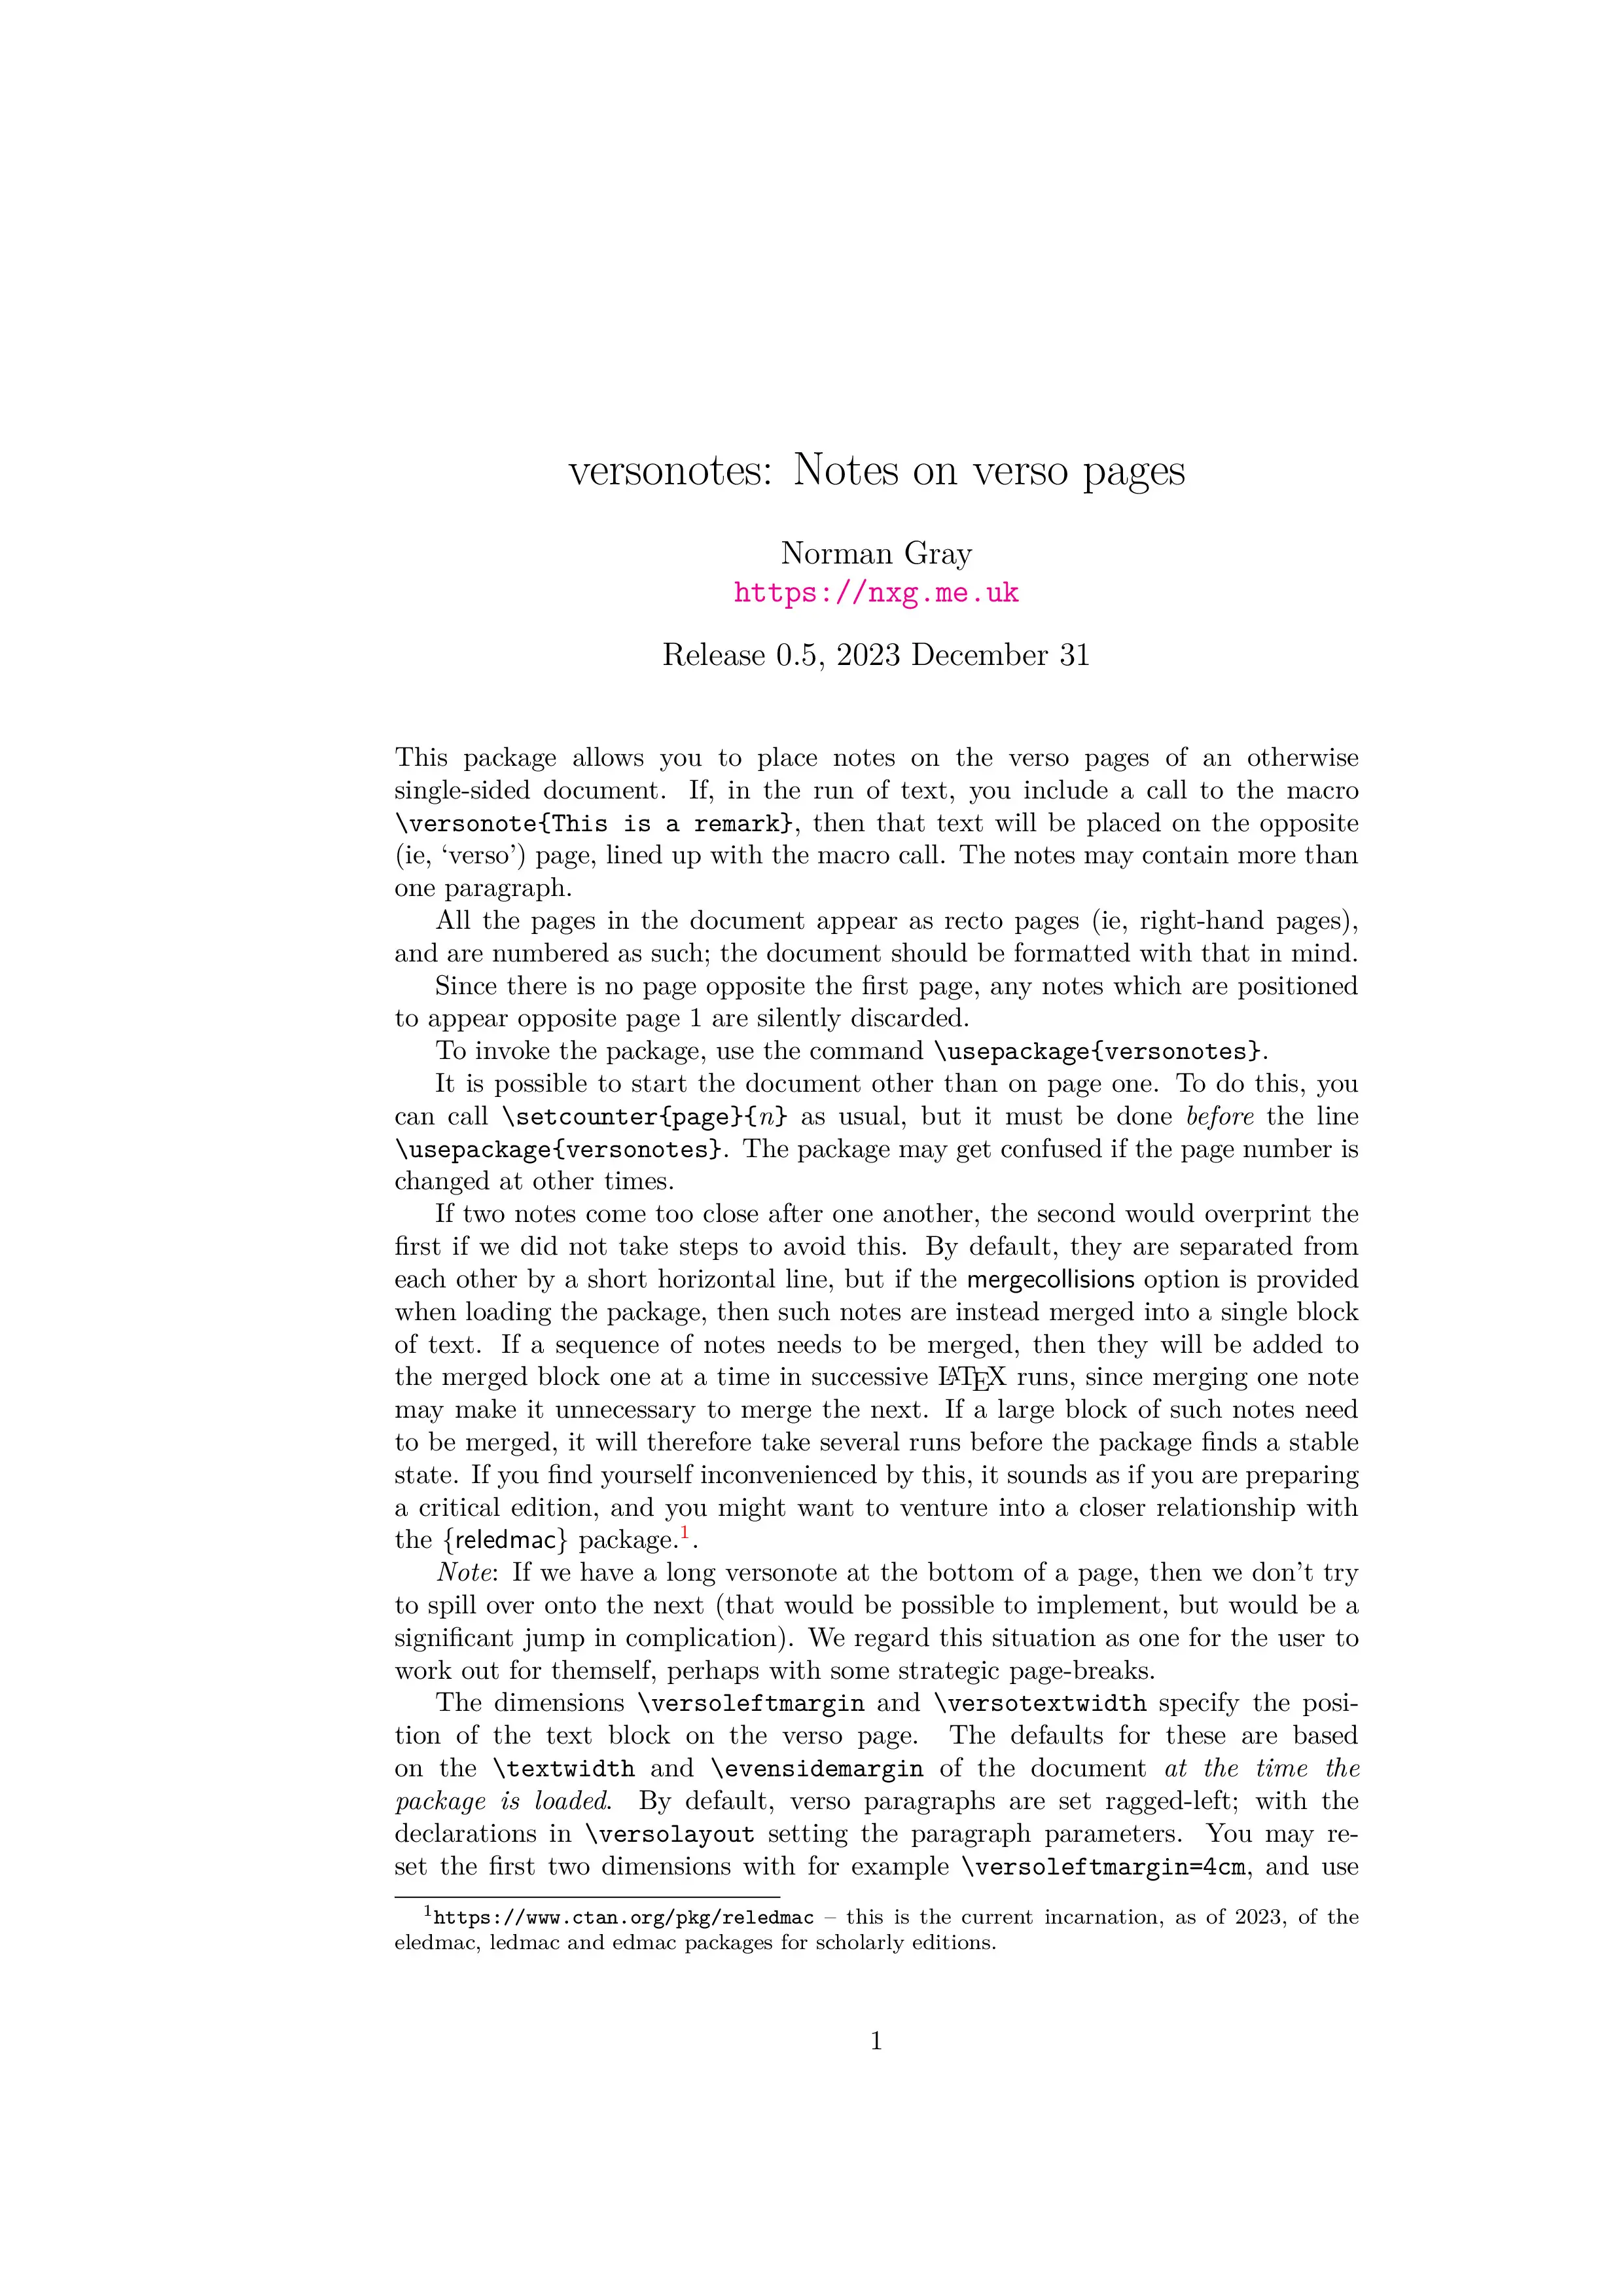 versonotes: Notes on verso pages
Norman Gray
https://nxg.me.uk
Release 0.5, 2023 December 31
This package allows you to place notes on the verso pages of an otherwise
single-sided document. If, in the run of text, you include a call to the macro
\versonote{This is a remark}, then that text will be placed on the opposite
(ie, ‘verso’) page, lined up with the macro call. The notes may contain more than
one paragraph.
All the pages in the document appear as recto pages (ie, right-hand pages),
and are numbered as such; the document should be formatted with that in mind.
Since there is no page opposite the first page, any notes which are positioned
to appear opposite page 1 are silently discarded.
To invoke the package, use the command \usepackage{versonotes}.
It is possible to start the document other than on page one. To do this, you
can call \setcounter{page}{n} as usual, but it must be done before the line
\usepackage{versonotes}. The package may get confused if the page number is
changed at other times.
If two notes come too close after one another, the second would overprint the
first if we did not take steps to avoid this. By default, they are separated from
each other by a short horizontal line, but if the mergecollisions option is provided
when loading the package, then such notes are instead merged into a single block
of text. If a sequence of notes needs to be merged, then they will be added to
the merged block one at a time in successive LATEX runs, since merging one note
may make it unnecessary to merge the next. If a large block of such notes need
to be merged, it will therefore take several runs before the package finds a stable
state. If you find yourself inconvenienced by this, it sounds as if you are preparing
a critical edition, and you might want to venture into a closer relationship with
the {reledmac} package.1.
Note: If we have a long versonote at the bottom of a page, then we don’t try
to spill over onto the next (that would be possible to implement, but would be a
significant jump in complication). We regard this situation as one for the user to
work out for themself, perhaps with some strategic page-breaks.
The dimensions \versoleftmargin and \versotextwidth specify the posi-
tion of the text block on the verso page. The defaults for these are based
on the \textwidth and \evensidemargin of the document at the time the
package is loaded. By default, verso paragraphs are set ragged-left; with the
declarations in \versolayout setting the paragraph parameters. You may re-
set the first two dimensions with for example \versoleftmargin=4cm, and use
1https://www.ctan.org/pkg/reledmac – this is the current incarnation, as of 2023, of the
eledmac, ledmac and edmac packages for scholarly editions.
1